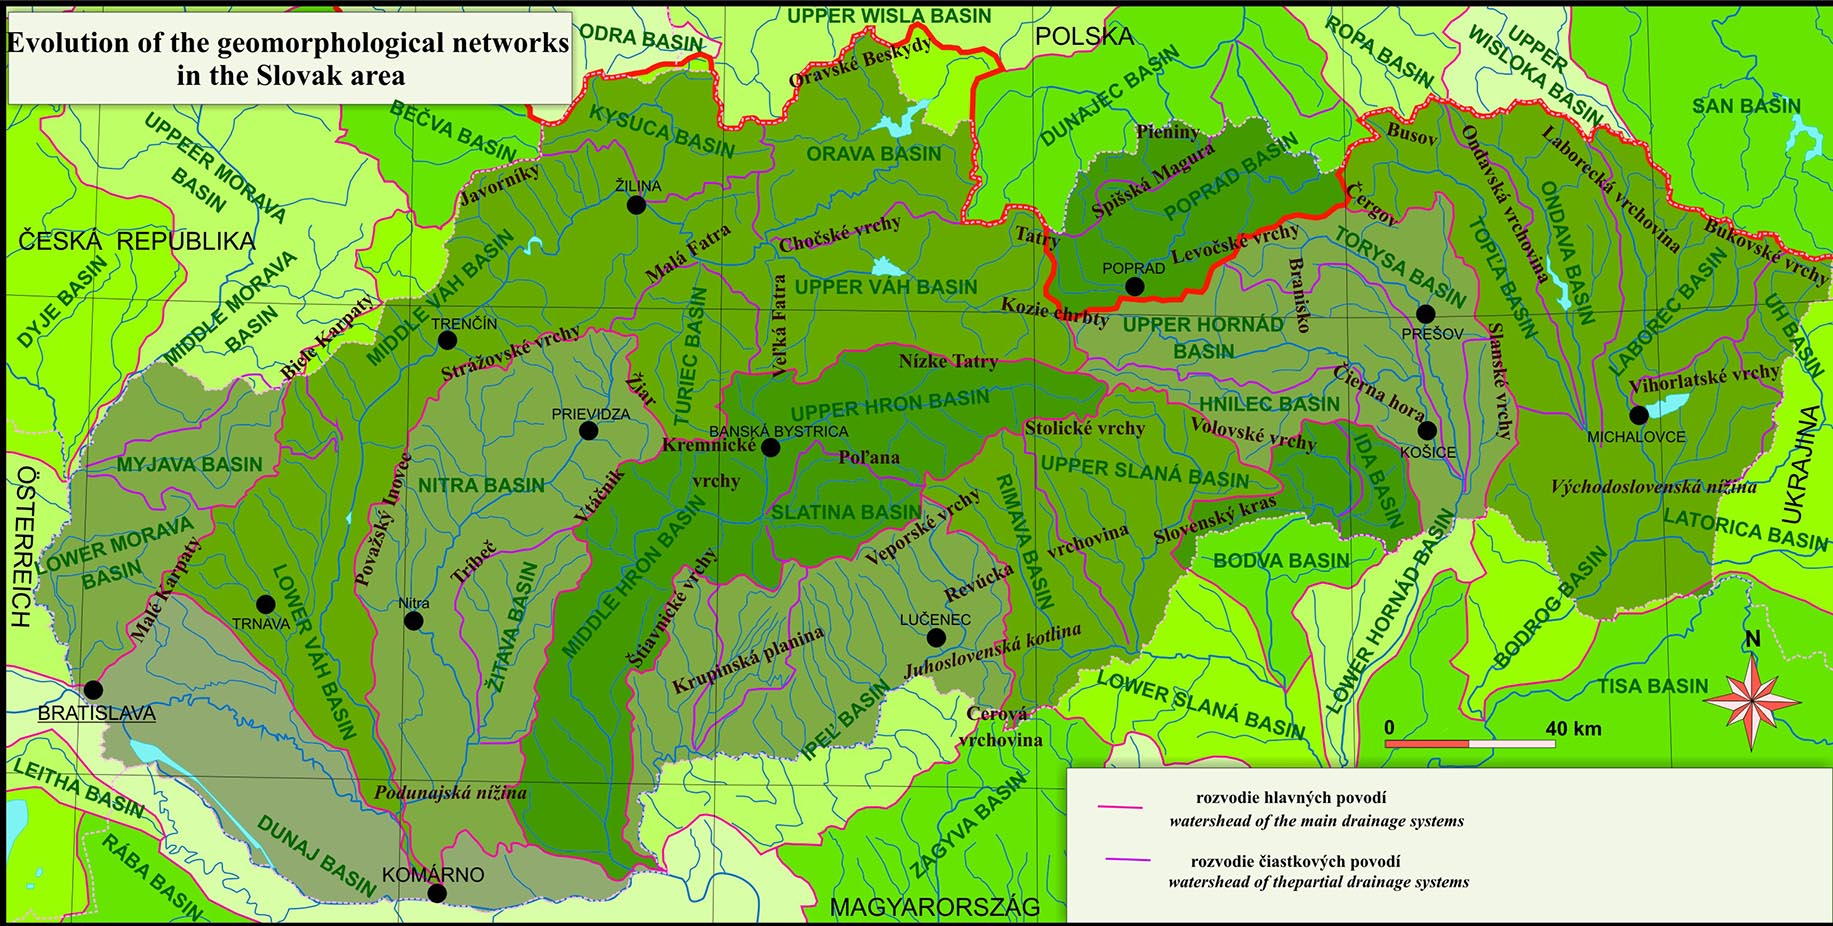 Evolution of the geomorphological networks
in the Slovak area
ODRA BASIN
UPPER WISLA BASIN
POLSKA
ROPA BASIN
UPPER
WISLOKA BASIN
SAN BASIN
BEČVA BASIN
KYSUCA BASIN
Oravské Beskydy
ORAVA BASIN
DUNAJEC BASIN
Pieniny
Spišská Magura
POPRAD BASIN
Busov
Čergov
Ondavská vrchovina
Laborecká vrchovina
Bukovské vrchy
UPPEER MORAVA
BASIN
ČESKÁ REPUBLIKA
DYJE BASIN
MIDDLE MORAVA
BASIN
Javorníky
ŽILINA
MIDDLE VÁH BASIN
Malá Fatra
Chočské vrchy
Tatry
Levočské vrchy
POPRAD
Kozie chrbty
UPPER VÁH BASIN
Veľká Fatra
TURIEC BASIN
Biele Karpaty
TRENČÍN
Strážovské vrchy
Žiar
PRIEVIDZA
Nízke Tatry
UPPER HRON BASIN
BANSKÁ BYSTRICA
Kremnické
vrchy
Poľana
SLATINA BASIN
UPPER HORNÁD
BASIN
Branisko
TORYSA BASIN
PREŠOV
Slanské vrchy
TOPĽA BASIN
ONDAVA BASIN
LABOREC BASIN
UH BASIN
Vihorlatské vrchy
MICHALOVCE
Čierna hora
HNILEC BASIN
Volovské vrchy
KOŠICE
IDA BASIN
Stolické vrchy
UPPER SLANÁ BASIN
Slovenský kras
BODVA BASIN
Východoslovenská nížina
LATORICA BASIN
UKRAJINA
ÖSTERREICH
MYJAVA BASIN
LOWER MORAVA
BASIN
Malé Karpaty
TRNAVA
LOWER VÁH BASIN
Považský Inovec
NITRA BASIN
Nitra
Tríbeč
ŽITAVA BASIN
Vtáčnik
MIDDLE HRON BASIN
Štiavnické vrchy
Krupinská planina
Veporské vrchy
RIMAVA BASIN
Revúcka
vrchovina
LUČENEC
Juhoslovenská kotlina
IPEĽ BASIN
Cerová
vrchovina
LOWER SLANÁ BASIN
LOWER HORNÁD BASIN
BODROG BASIN
TISA BASIN
N
BRATISLAVA
LEITHA BASIN
RÁBA BASIN
DUNAJ BASIN
Podunajská nížina
KOMÁRNO
ZAGYVA BASIN
MAGYARORSZÁG
0 40 km
rozvodie hlavných povodí
watershead of the main drainage systems
rozvodie čiastkových povodí
watershead of thepartial drainage systems